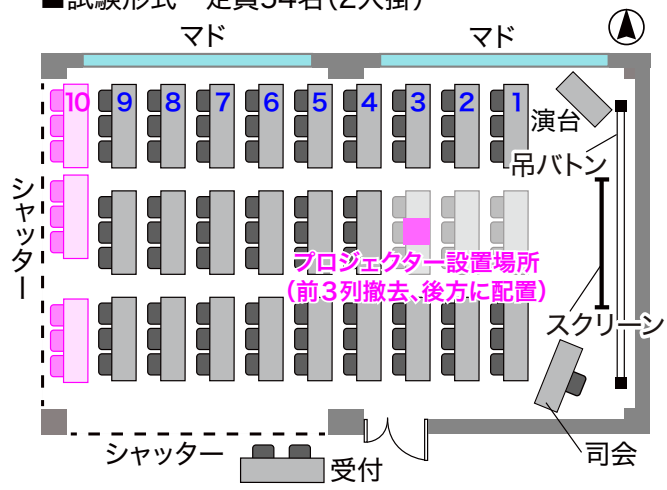 ■試験形式　定員54名（2人掛）
マド
マド
10 9 8 7 6 5 4 3 2 1
演台
吊バトン
シャッター
プロジェクター設置場所
（前３列撤去、後方に配置）
スクリーン
シャッター
受付
司会